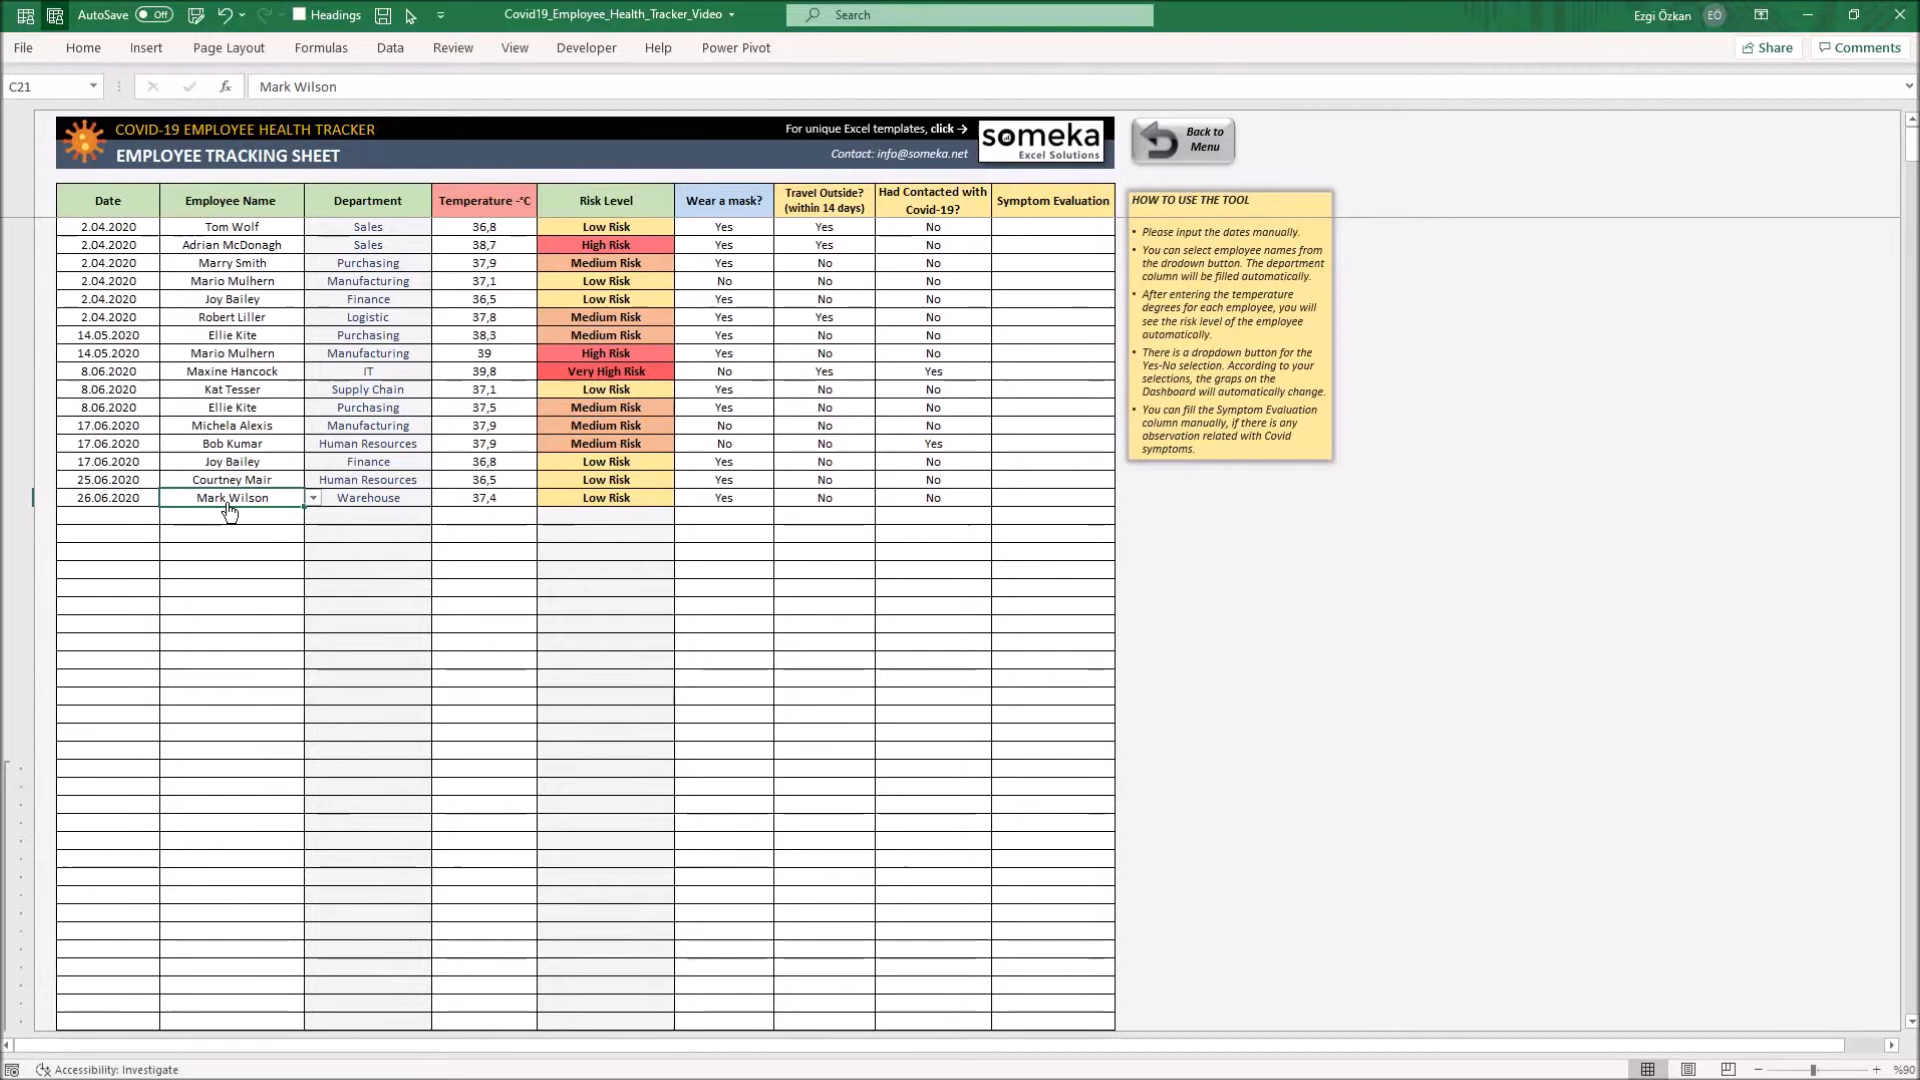 AutoSave Off Headings Covid19_Employee_Health_Tracker_Video Search Ezgi Özkan EÖ
File Home Insert Page Layout Formulas Data Review View Developer Help Power Pivot Share Comments
C21 fx Mark Wilson
COVID-19 EMPLOYEE HEALTH TRACKER
EMPLOYEE TRACKING SHEET
For unique Excel templates, click →
Contact: info@someka.net
someka
Excel Solutions
Back to
Menu
Date Employee Name Department Temperature -°C Risk Level Wear a mask? Travel Outside? (within 14 days) Had Contacted with Covid-19? Symptom Evaluation
2.04.2020 Tom Wolf Sales 36,8 Low Risk Yes Yes No
2.04.2020 Adrian McDonagh Sales 38,7 High Risk Yes Yes No
2.04.2020 Marry Smith Purchasing 37,9 Medium Risk Yes No No
2.04.2020 Mario Mulhern Manufacturing 37,1 Low Risk No No No
2.04.2020 Joy Bailey Finance 36,5 Low Risk Yes No No
2.04.2020 Robert Liller Logistic 37,8 Medium Risk Yes Yes No
14.05.2020 Ellie Kite Purchasing 38,3 Medium Risk Yes No No
14.05.2020 Mario Mulhern Manufacturing 39 High Risk Yes No No
8.06.2020 Maxine Hancock IT 39,8 Very High Risk No Yes Yes
8.06.2020 Kat Tesser Supply Chain 37,1 Low Risk Yes No No
8.06.2020 Ellie Kite Purchasing 37,5 Medium Risk Yes No No
17.06.2020 Michela Alexis Manufacturing 37,9 Medium Risk No No No
17.06.2020 Bob Kumar Human Resources 37,9 Medium Risk No No Yes
17.06.2020 Joy Bailey Finance 36,8 Low Risk Yes No No
25.06.2020 Courtney Mair Human Resources 36,5 Low Risk Yes No No
26.06.2020 Mark Wilson Warehouse 37,4 Low Risk Yes No No
HOW TO USE THE TOOL
• Please input the dates manually.
• You can select employee names from
the drodown button. The department
column will be filled automatically.
• After entering the temperature
degrees for each employee, you will
see the risk level of the employee
automatically.
• There is a dropdown button for the
Yes-No selection. According to your
selections, the graps on the
Dashboard will automatically change.
• You can fill the Symptom Evaluation
column manually, if there is any
observation related with Covid
symptoms.
Accessibility: Investigate %90